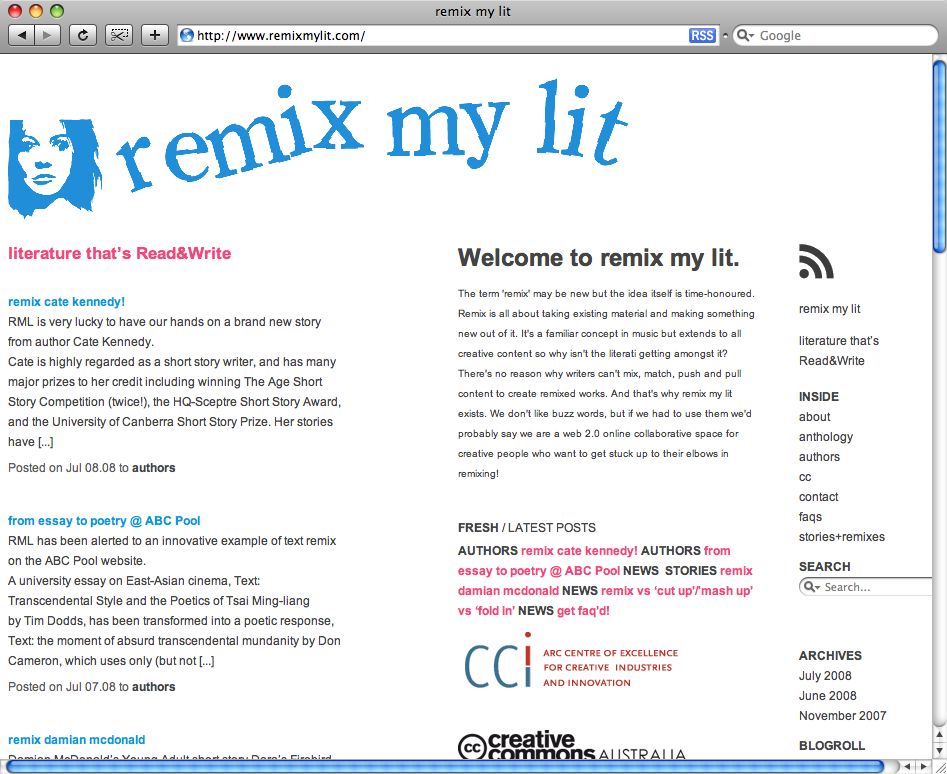 remix my lit
http://www.remixmylit.com/
RSS
Google
remix my lit
literature that's Read&Write
remix cate kennedy!
RML is very lucky to have our hands on a brand new story
from author Cate Kennedy.
Cate is highly regarded as a short story writer, and has many
major prizes to her credit including winning The Age Short
Story Competition (twice!), the HQ-Sceptre Short Story Award,
and the University of Canberra Short Story Prize. Her stories
have [...]
Posted on Jul 08.08 to authors
from essay to poetry @ ABC Pool
RML has been alerted to an innovative example of text remix
on the ABC Pool website.
A university essay on East-Asian cinema, Text:
Transcendental Style and the Poetics of Tsai Ming-liang
by Tim Dodds, has been transformed into a poetic response,
Text: the moment of absurd transcendental mundanity by Don
Cameron, which uses only (but not [...]
Posted on Jul 07.08 to authors
remix damian mcdonald
Damian McDonald's Young Adult short story Dara's Firebird
Welcome to remix my lit.
The term 'remix' may be new but the idea itself is time-honoured.
Remix is all about taking existing material and making something
new out of it. It's a familiar concept in music but extends to all
creative content so why isn't the literati getting amongst it?
There's no reason why writers can't mix, match, push and pull
content to create remixed works. And that's why remix my lit
exists. We don't like buzz words, but if we had to use them we'd
probably say we are a web 2.0 online collaborative space for
creative people who want to get stuck up to their elbows in
remixing!
FRESH / LATEST POSTS
AUTHORS remix cate kennedy! AUTHORS from
essay to poetry @ ABC Pool NEWS STORIES remix
damian mcdonald NEWS remix vs 'cut up'/'mash up'
vs 'fold in' NEWS get faq'd!
CCi
ARC CENTRE OF EXCELLENCE
FOR CREATIVE INDUSTRIES
AND INNOVATION
cc creative
commons AUSTRALIA
remix my lit
literature that's
Read&Write
INSIDE
about
anthology
authors
cc
contact
faqs
stories+remixes
SEARCH
Search...
ARCHIVES
July 2008
June 2008
November 2007
BLOGROLL